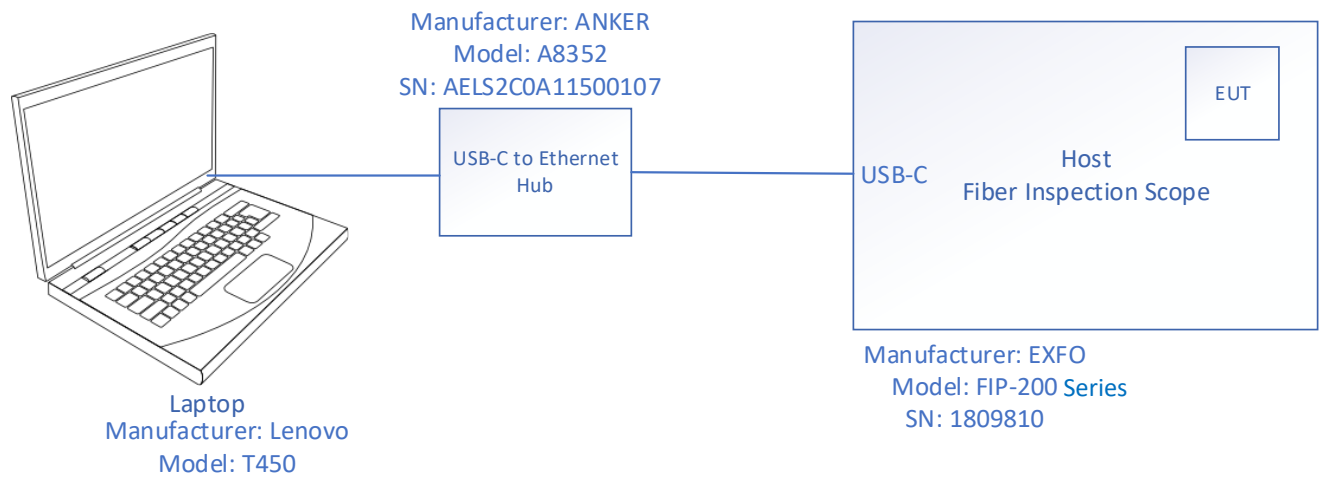 Manufacturer: ANKER
Model: A8352
SN: AELS2C0A11500107
USB-C to Ethernet
Hub
EUT
USB-C
Host
Fiber Inspection Scope
Manufacturer: EXFO
Model: FIP-200 Series
SN: 1809810
Laptop
Manufacturer: Lenovo
Model: T450